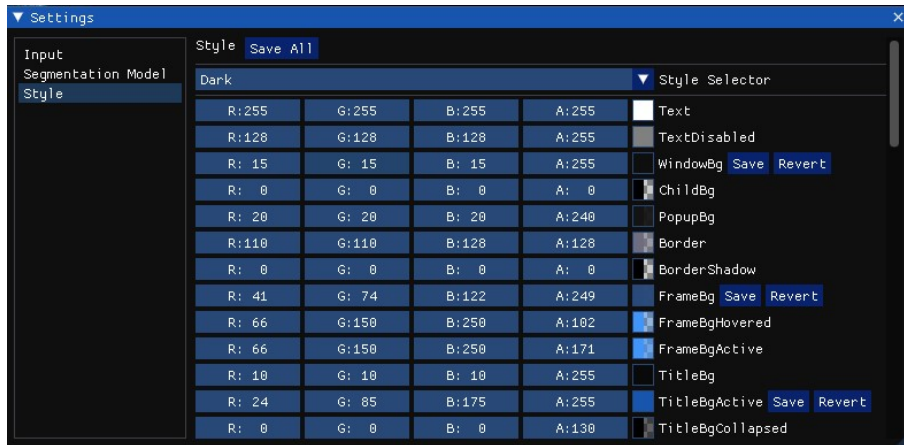 Settings
Input
Segmentation Model
Style
Style Save All
Dark Style Selector
R:255 G:255 B:255 A:255 Text
R:128 G:128 B:128 A:255 TextDisabled
R: 15 G: 15 B: 15 A:255 WindowBg Save Revert
R: 0 G: 0 B: 0 A: 0 ChildBg
R: 20 G: 20 B: 20 A:240 PopupBg
R:110 G:110 B:128 A:128 Border
R: 0 G: 0 B: 0 A: 0 BorderShadow
R: 41 G: 74 B:122 A:249 FrameBg Save Revert
R: 66 G:150 B:250 A:102 FrameBgHovered
R: 66 G:150 B:250 A:171 FrameBgActive
R: 10 G: 10 B: 10 A:255 TitleBg
R: 24 G: 85 B:175 A:255 TitleBgActive Save Revert
R: 0 G: 0 B: 0 A:130 TitleBgCollapsed